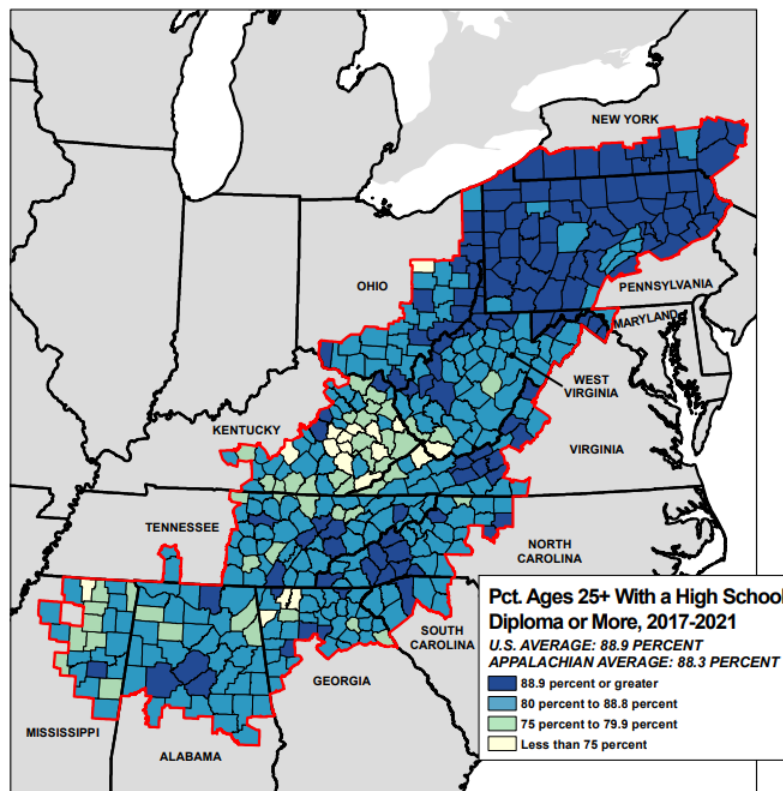 NEW YORK
PENNSYLVANIA
OHIO
MARYLAND
WEST
VIRGINIA
KENTUCKY
VIRGINIA
TENNESSEE
NORTH
CAROLINA
SOUTH
CAROLINA
GEORGIA
MISSISSIPPI
ALABAMA
Pct. Ages 25+ With a High School
Diploma or More, 2017-2021
U.S. AVERAGE: 88.9 PERCENT
APPALACHIAN AVERAGE: 88.3 PERCENT
88.9 percent or greater
80 percent to 88.8 percent
75 percent to 79.9 percent
Less than 75 percent